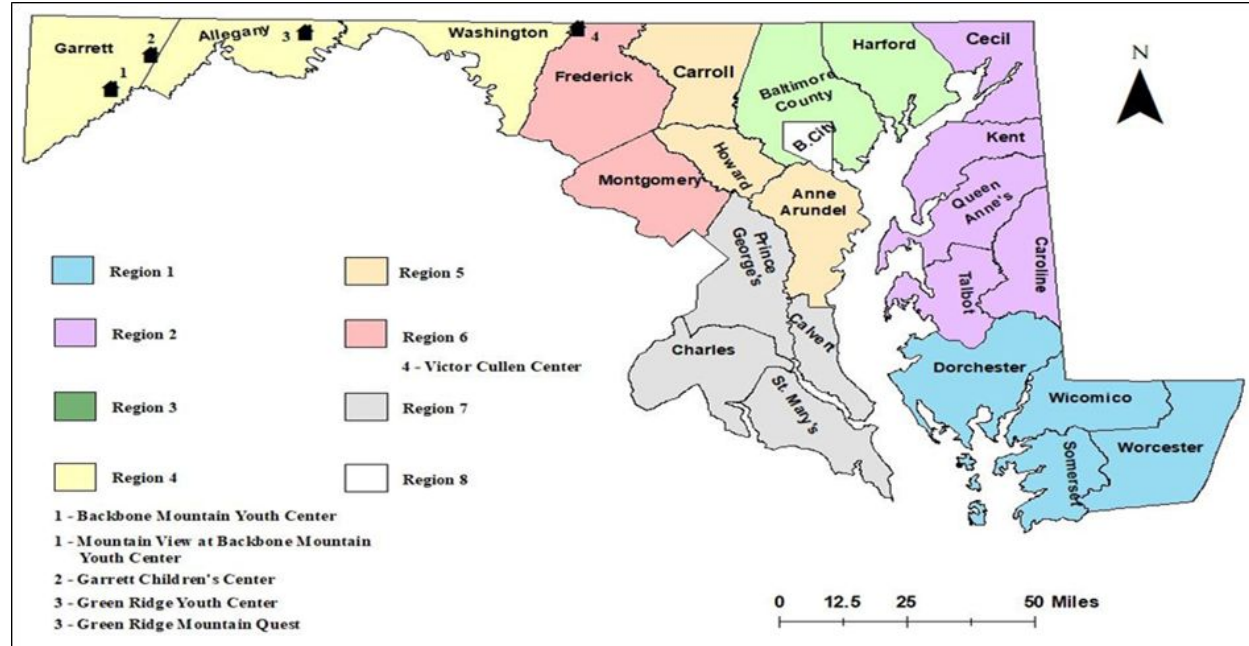 Garrett
Allegany
Washington
Frederick
Carroll
Baltimore
County
Harford
Cecil
N
1
2
3
4
B.City
Kent
Howard
Montgomery
Anne
Arundel
Queen
Anne's
Prince
George's
Talbot
Caroline
Calvert
Charles
St. Mary's
Dorchester
Wicomico
Somerset
Worcester
Region 1
Region 2
Region 3
Region 4
1 - Backbone Mountain Youth Center
1 - Mountain View at Backbone Mountain
Youth Center
2 - Garrett Children's Center
3 - Green Ridge Youth Center
3 - Green Ridge Mountain Quest
Region 5
Region 6
4 - Victor Cullen Center
Region 7
Region 8
0 12.5 25 50 Miles